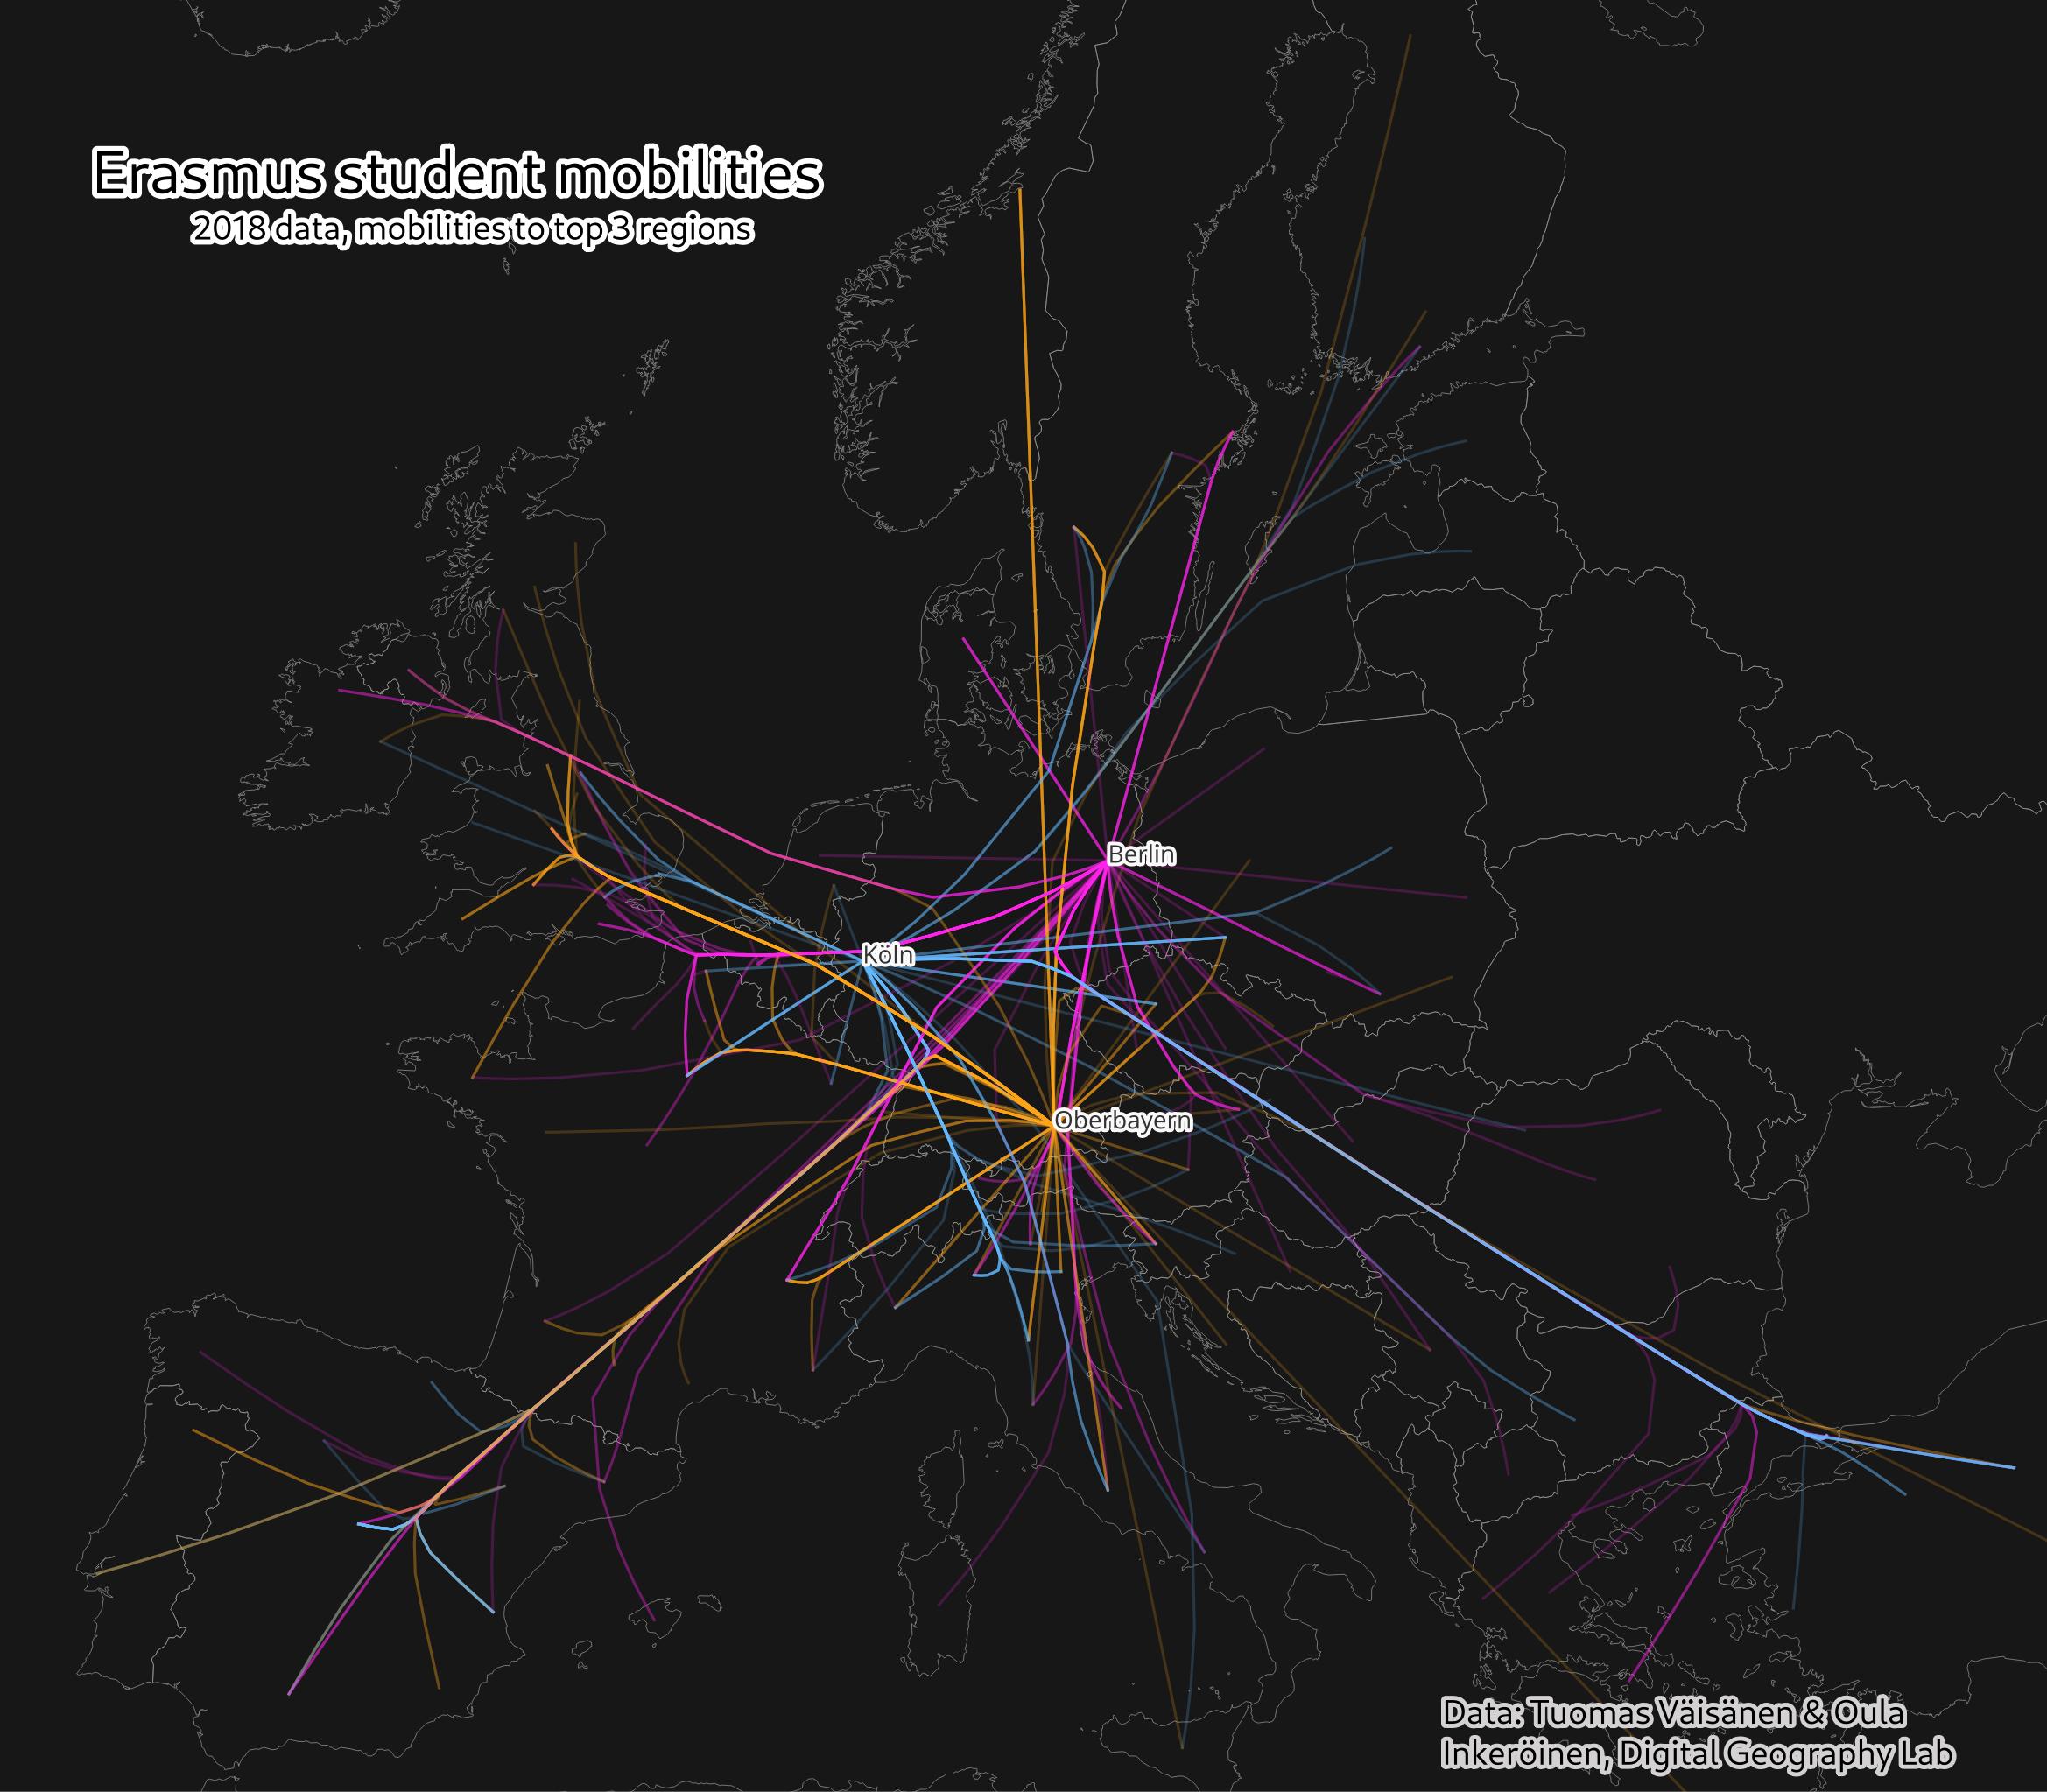 Erasmus student mobilities
2018 data, mobilities to top 3 regions
Berlin
Köln
Oberbayern
Data: Tuomas Väisänen & Oula
Inkeröinen, Digital Geography Lab